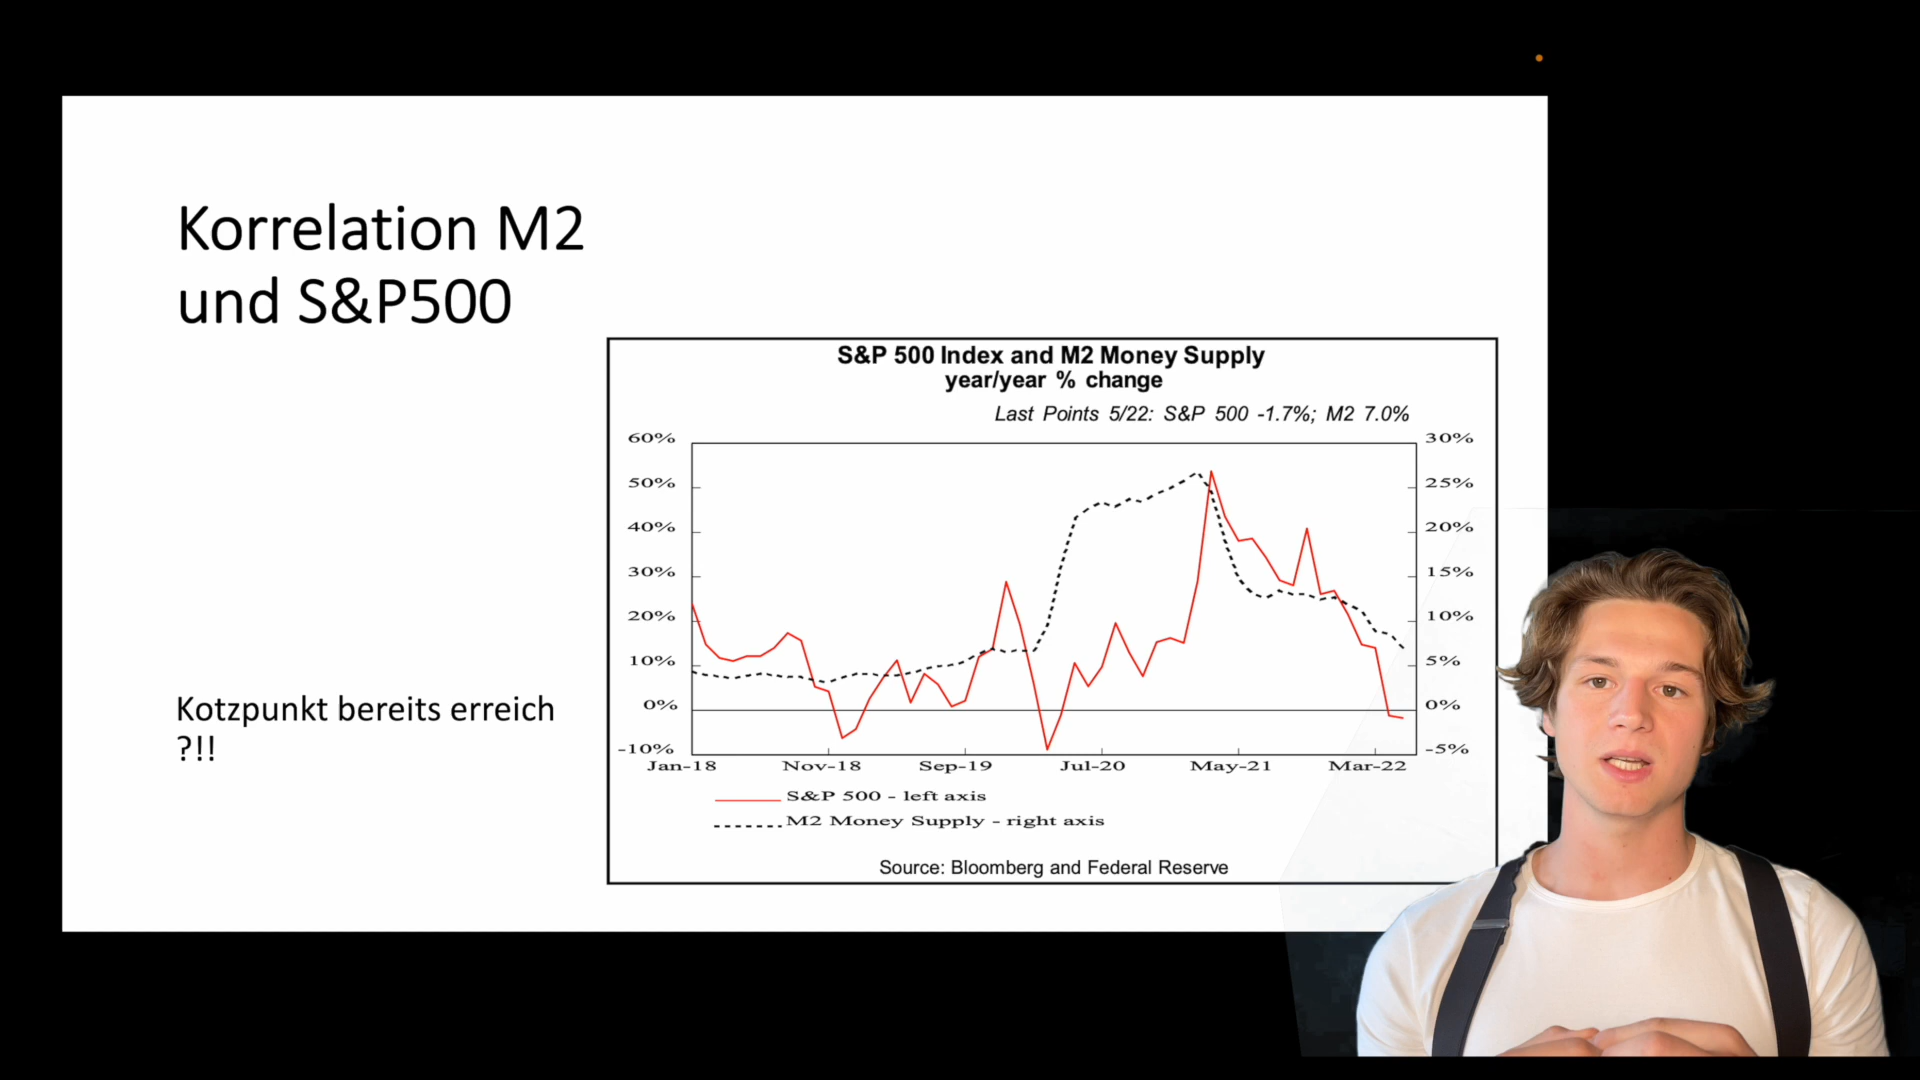 Korrelation M2
und S&P500
Kotzpunkt bereits erreich
?!!
S&P 500 Index and M2 Money Supply
year/year % change
Last Points 5/22: S&P 500 -1.7%; M2 7.0%
60% 30%
50% 25%
40% 20%
30% 15%
20% 10%
10% 5%
0% 0%
-10% -5%
Jan-18 Nov-18 Sep-19 Jul-20 May-21 Mar-22
S&P 500 - left axis
M2 Money Supply - right axis
Source: Bloomberg and Federal Reserve